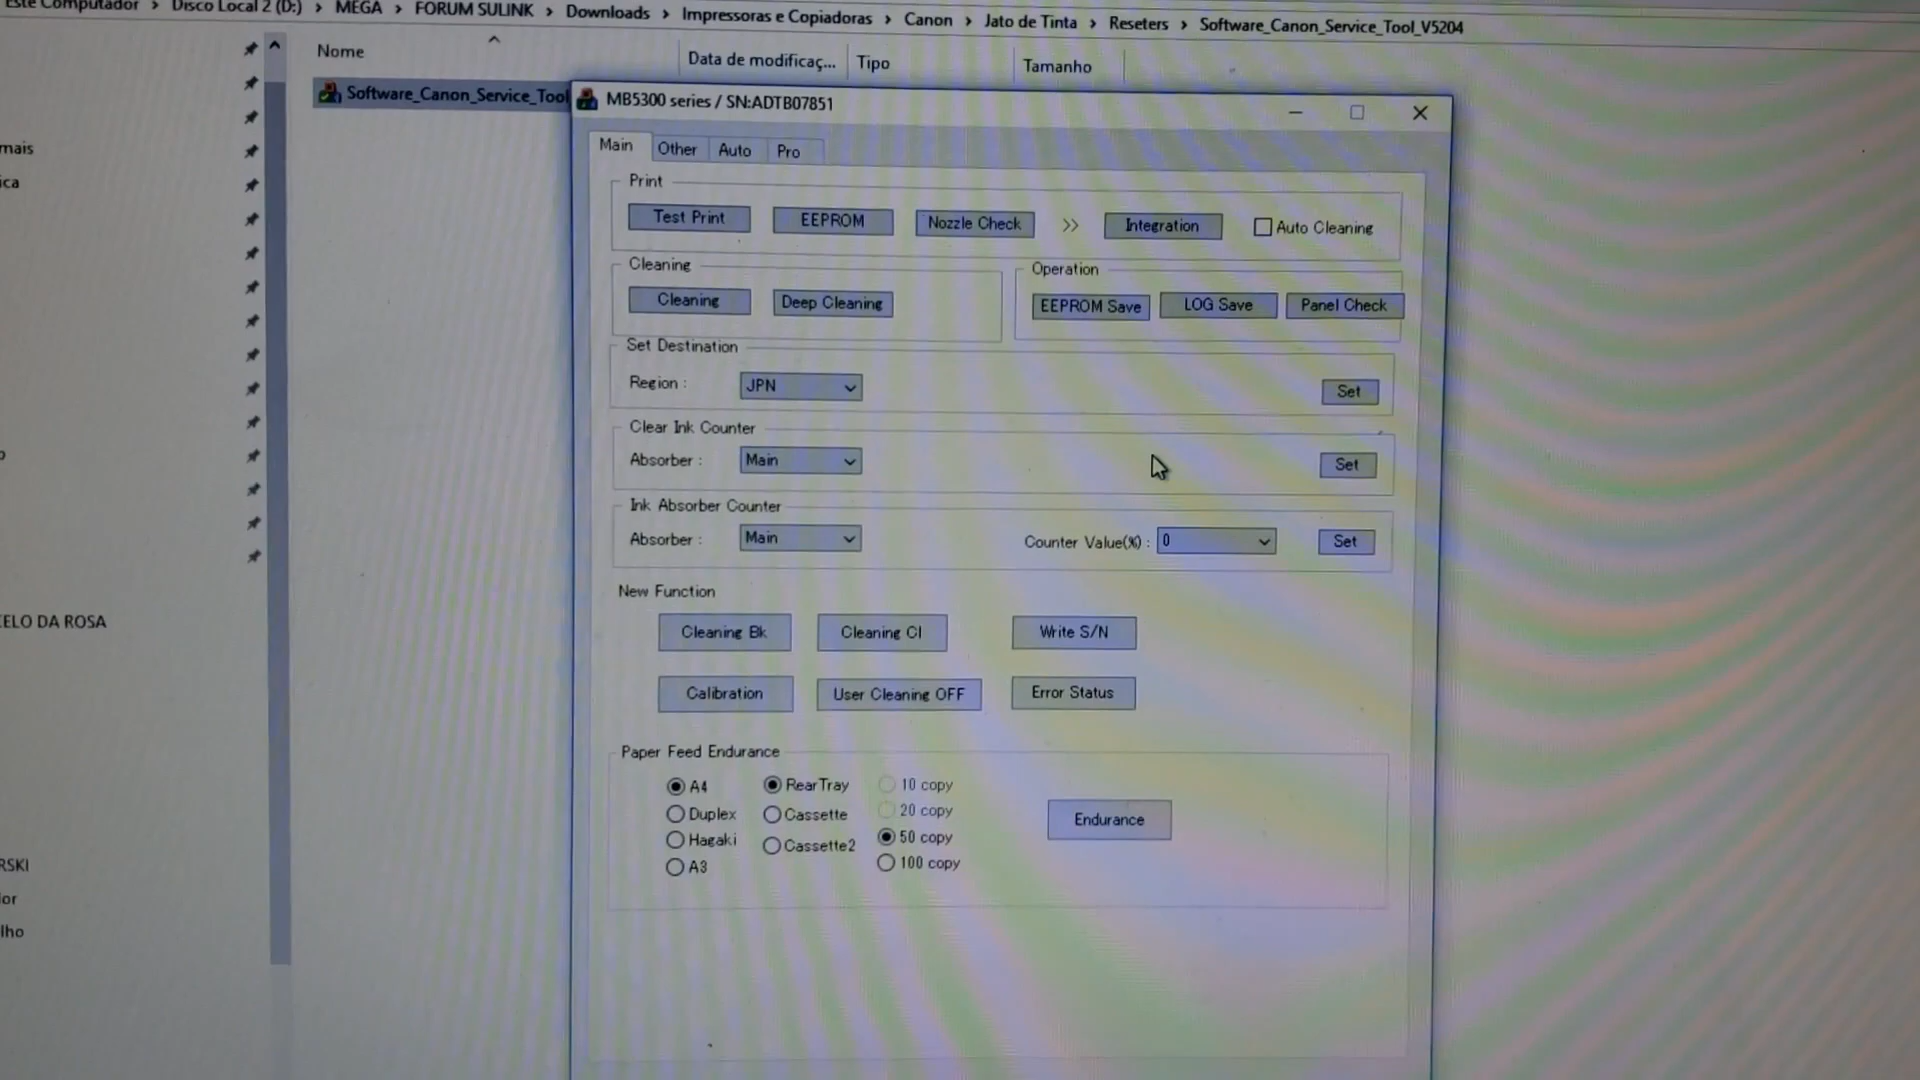 Este Computador > Disco Local 2 (D:) > MEGA > FORUM SULINK > Downloads > Impressoras e Copiadoras > Canon > Jato de Tinta > Reseters > Software_Canon_Service_Tool_V5204
Nome Data de modificaç... Tipo Tamanho
Software_Canon_Service_Tool
mais
ica
ELO DA ROSA
RSKI
or
lho
MB5300 series / SN:ADTB07851
Main Other Auto Pro
Print
Test Print EEPROM Nozzle Check >> Integration Auto Cleaning
Cleaning Operation
Cleaning Deep Cleaning EEPROM Save LOG Save Panel Check
Set Destination
Region : JPN Set
Clear Ink Counter
Absorber : Main Set
Ink Absorber Counter
Absorber : Main Counter Value(%) : 0 Set
New Function
Cleaning Bk Cleaning Cl Write S/N
Calibration User Cleaning OFF Error Status
Paper Feed Endurance
A4 RearTray 10 copy
Duplex Cassette 20 copy Endurance
Hagaki Cassette2 50 copy
A3 100 copy